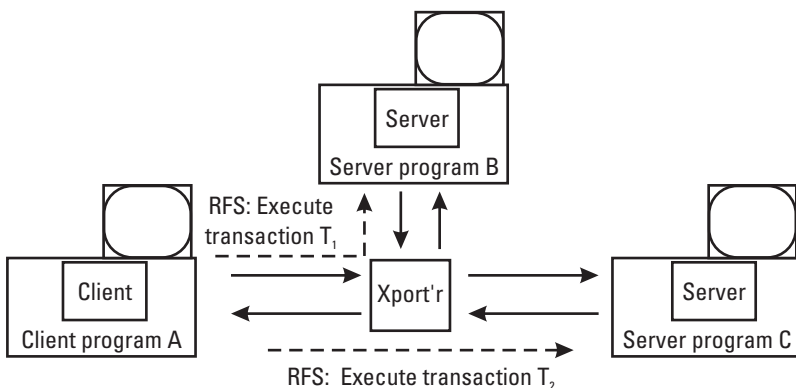 Server
Server program B
RFS: Execute
transaction T₁
Client
Client program A
Xport'r
Server
Server program C
RFS: Execute transaction T₂